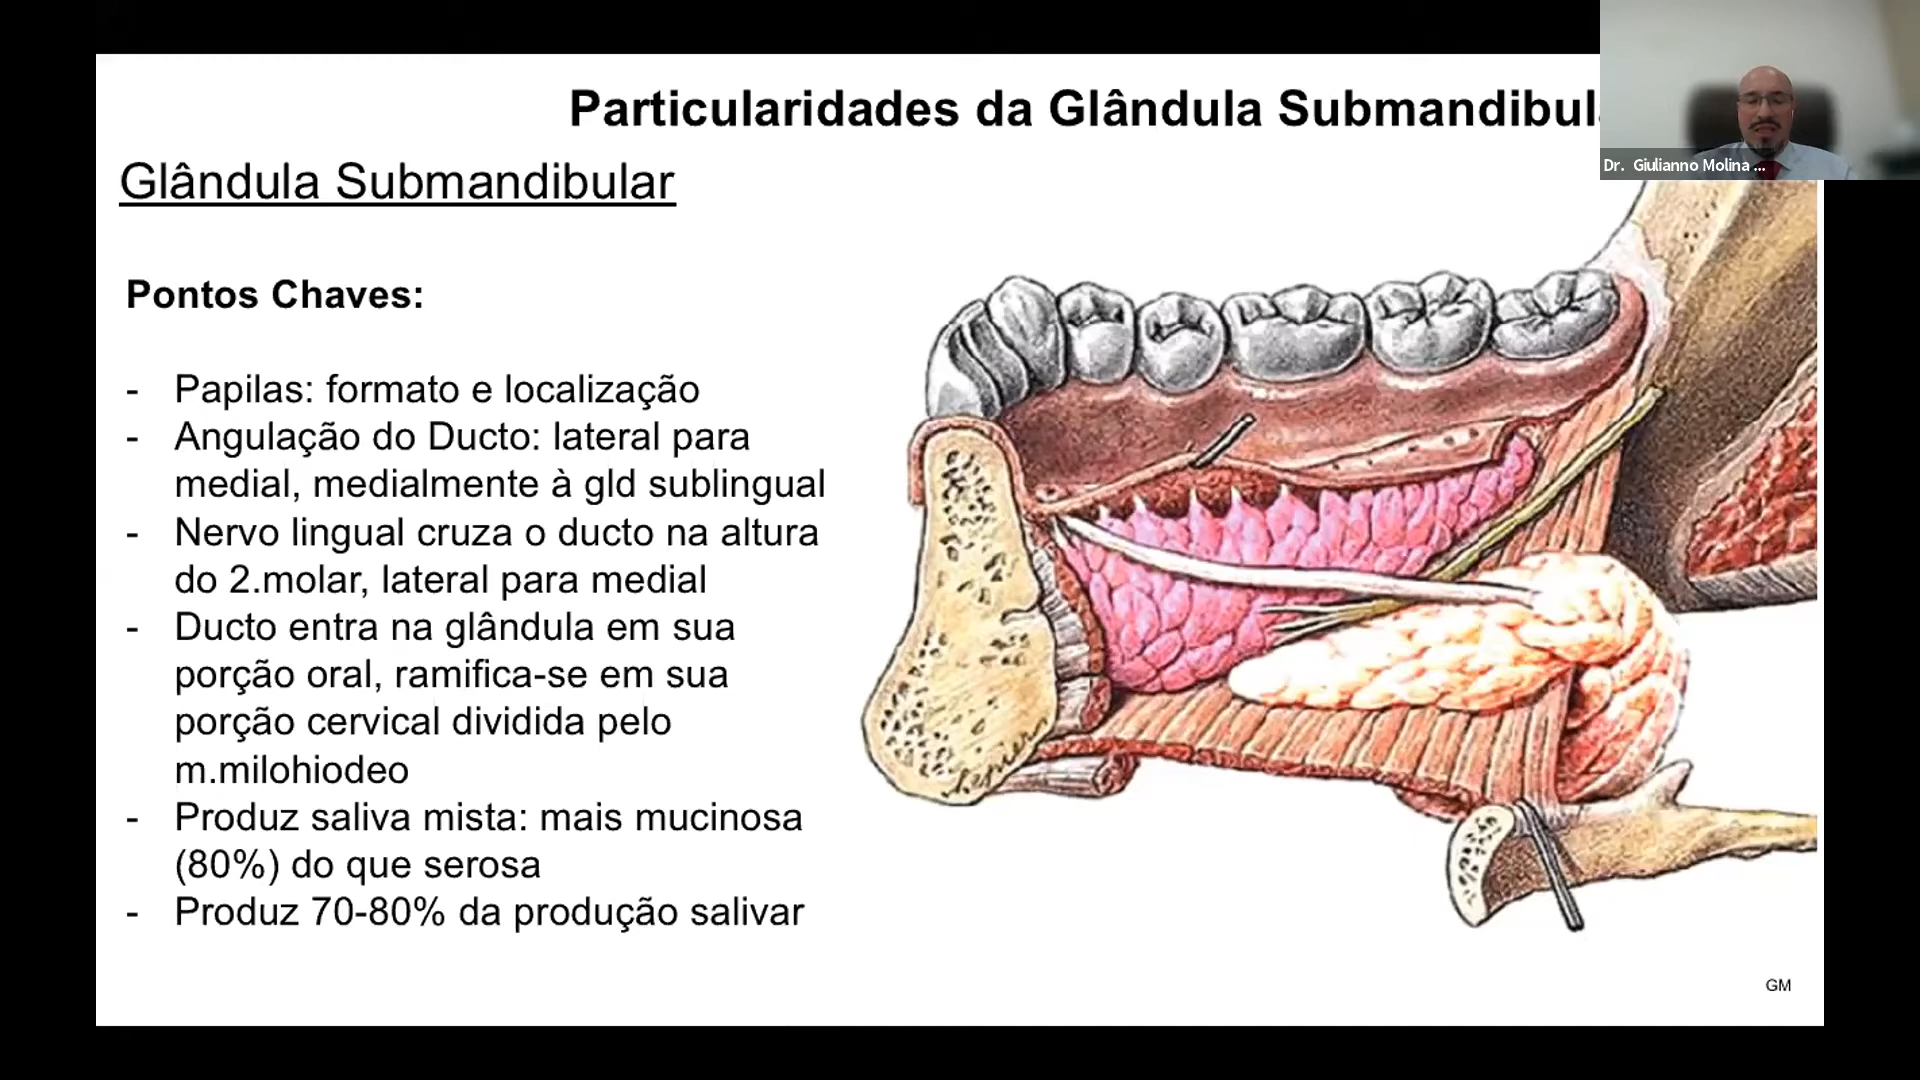 Particularidades da Glândula Submandibul
Dr. Giulianno Molina ...
Glândula Submandibular
Pontos Chaves:
- Papilas: formato e localização
- Angulação do Ducto: lateral para
medial, medialmente à gld sublingual
- Nervo lingual cruza o ducto na altura
do 2.molar, lateral para medial
- Ducto entra na glândula em sua
porção oral, ramifica-se em sua
porção cervical dividida pelo
m.milohiodeo
- Produz saliva mista: mais mucinosa
(80%) do que serosa
- Produz 70-80% da produção salivar
GM